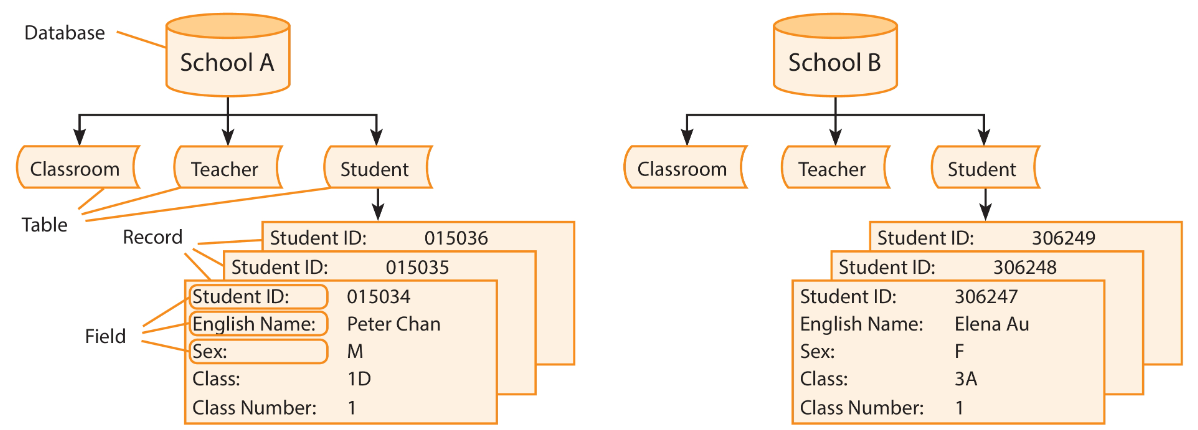 Database
School A
Classroom
Teacher
Student
Table
Record
Field
Student ID: 015036
Student ID: 015035
Student ID: 015034
English Name: Peter Chan
Sex: M
Class: 1D
Class Number: 1
School B
Classroom
Teacher
Student
Student ID: 306249
Student ID: 306248
Student ID: 306247
English Name: Elena Au
Sex: F
Class: 3A
Class Number: 1